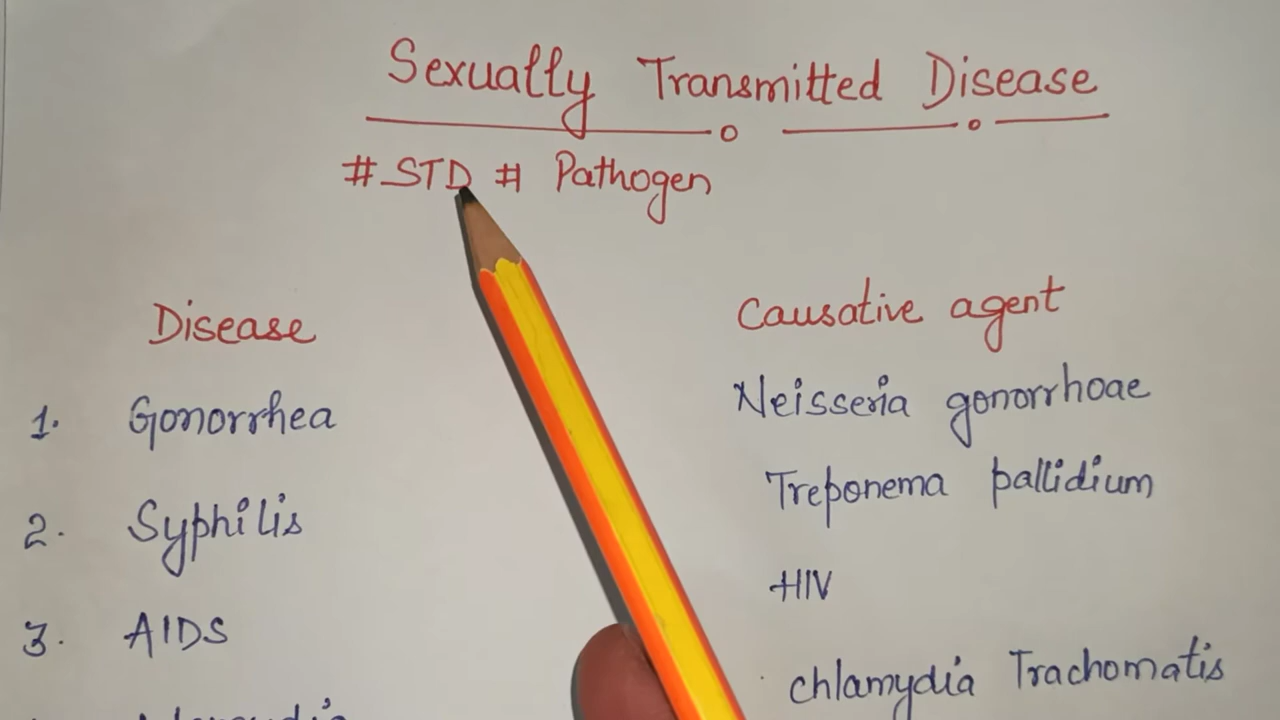 Sexually Transmitted Disease
#STD # Pathogen
Disease Causative agent
1. Gonorrhea Neisseria gonorrhoae
2. Syphilis Treponema pallidium
3. AIDS HIV
Chlamydia Trachomatis